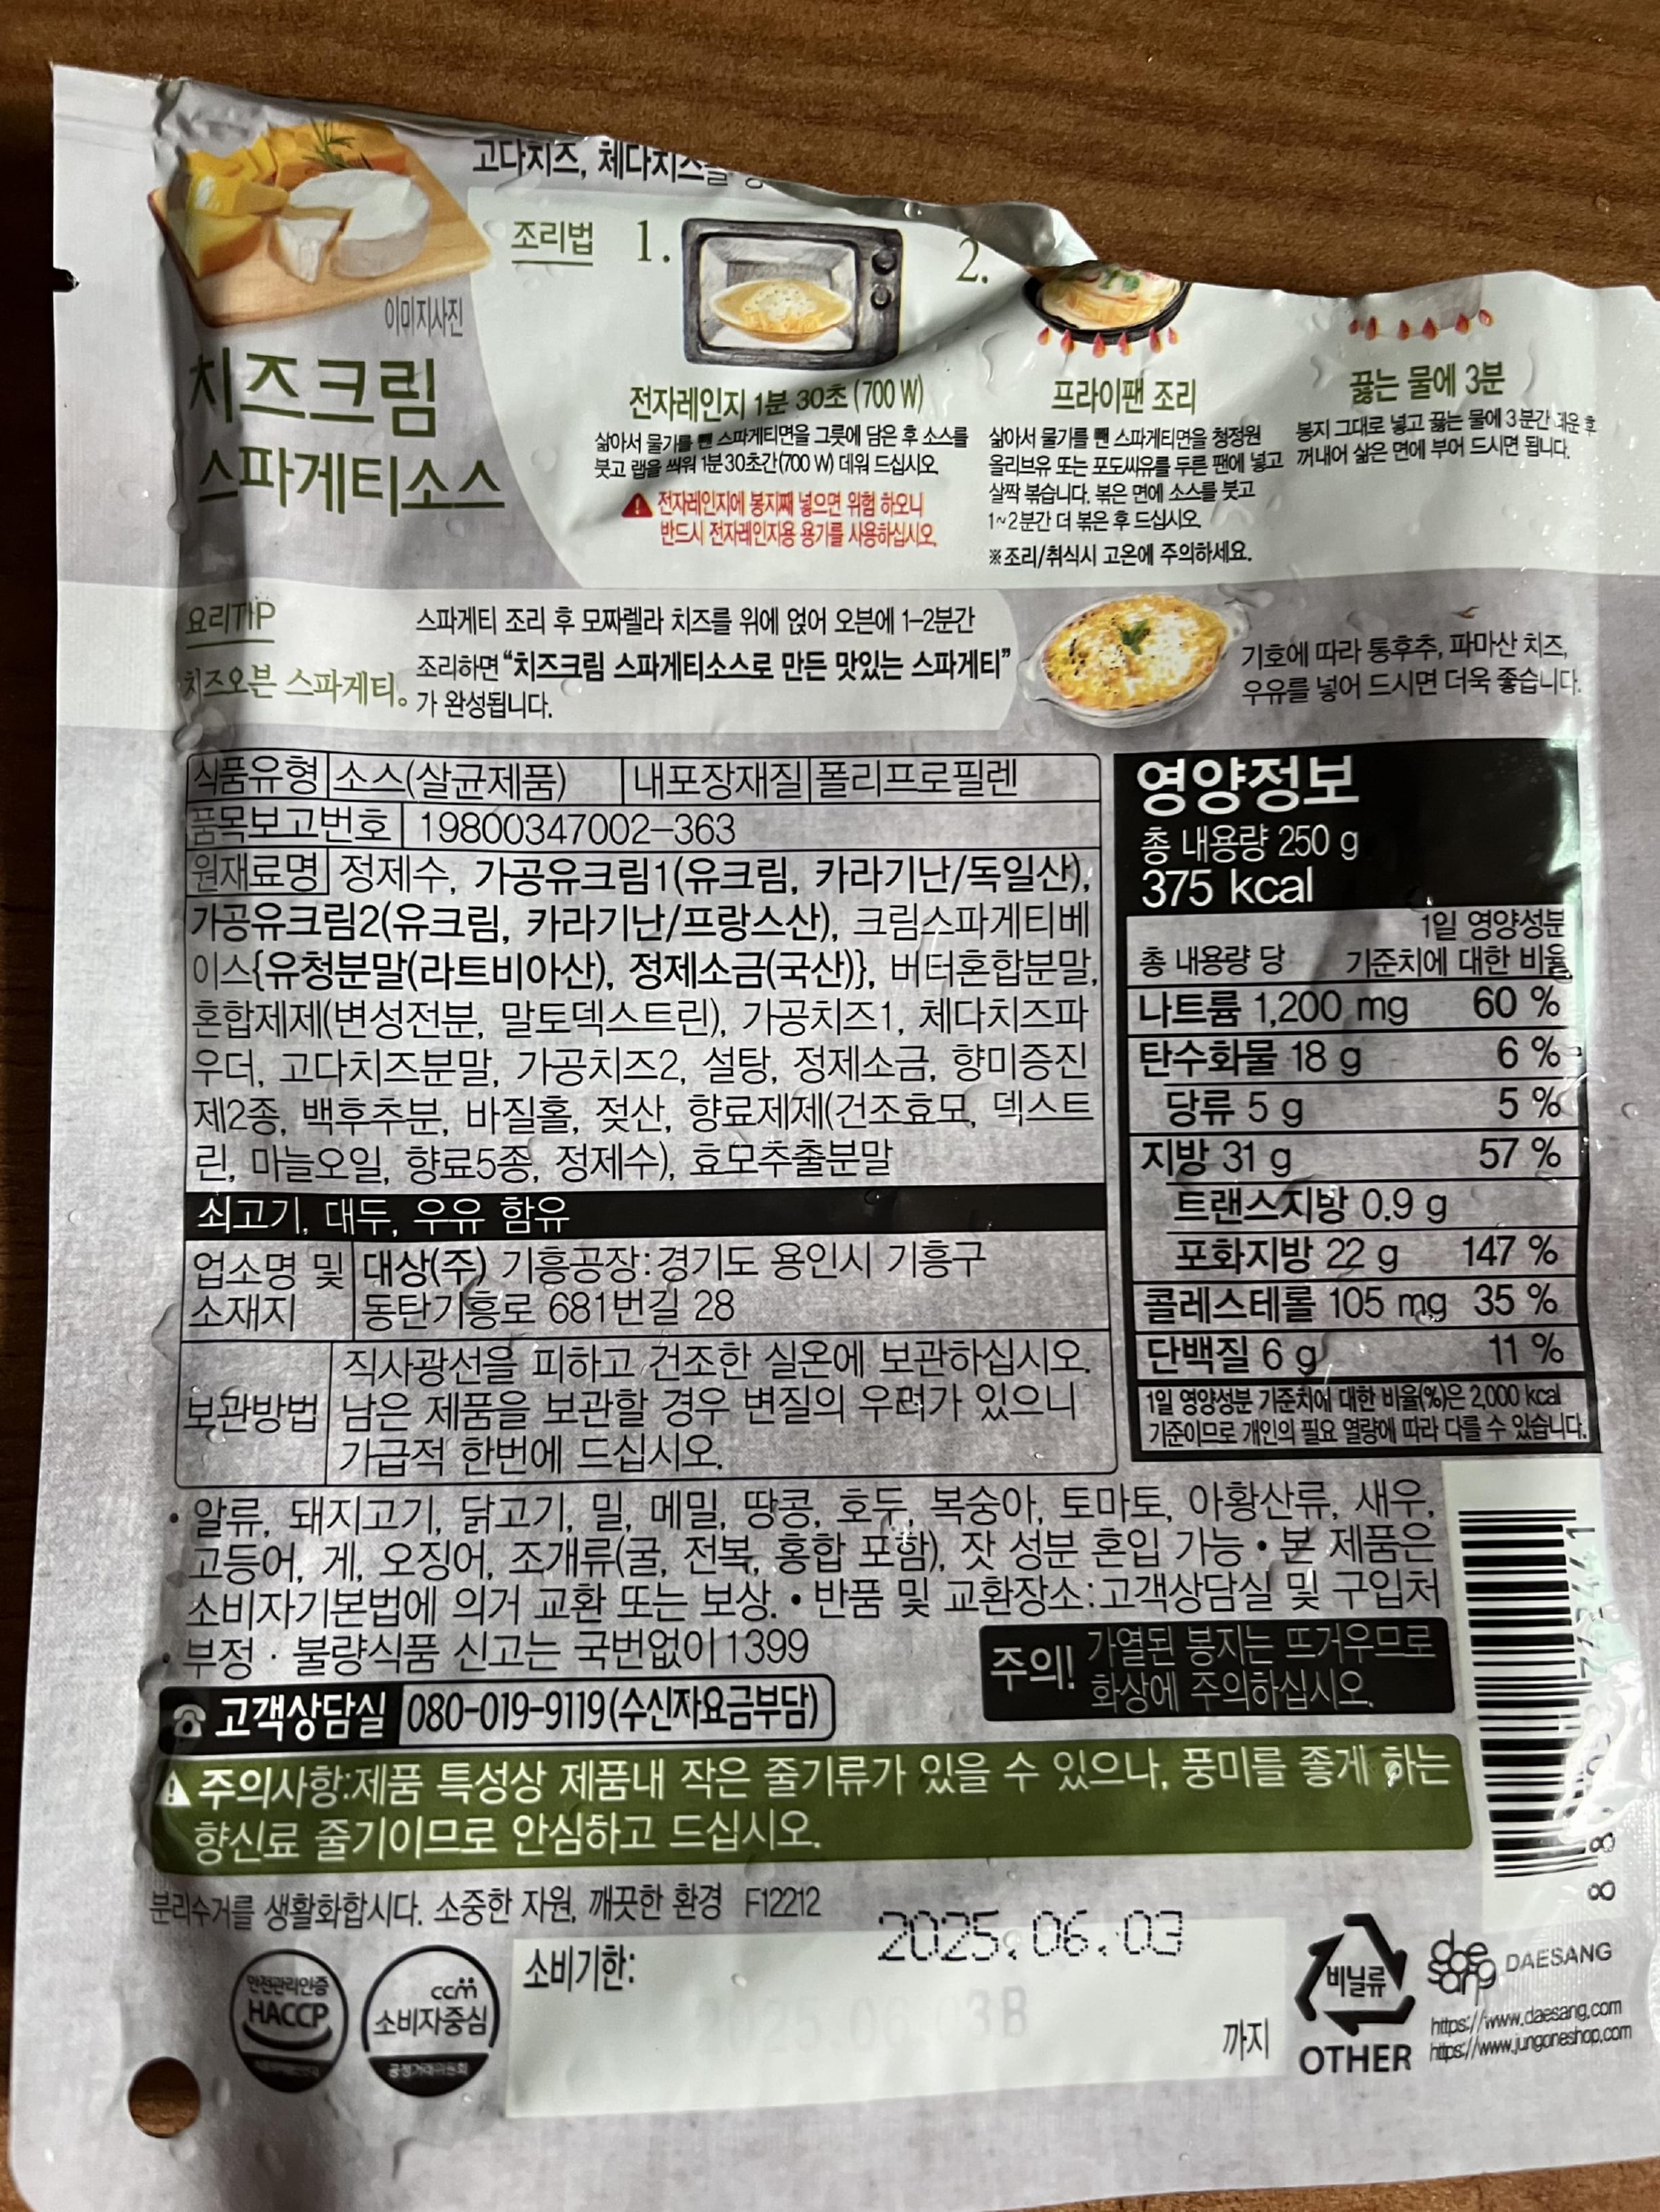 고다치즈, 체다치즈를
이미지사진
치즈크림
스파게티소스
조리법
1.
전자레인지 1분 30초 (700 W)
삶아서 물기를 뺀 스파게티면을 그릇에 담은 후 소스를
붓고 랩을 씌워 1분 30초간(700 W) 데워 드십시오.
전자레인지에 봉지째 넣으면 위험 하오니
반드시 전자레인지용 용기를 사용하십시오.
2.
프라이팬 조리
삶아서 물기를 뺀 스파게티면을 청정원
올리브유 또는 포도씨유를 두른 팬에 넣고
살짝 볶습니다. 볶은 면에 소스를 붓고
1~2분간 더 볶은 후 드십시오.
※조리/취식시 고온에 주의하세요.
끓는 물에 3분
봉지 그대로 넣고 끓는 물에 3분간 데운 후
꺼내어 삶은 면에 부어 드시면 됩니다.
요리TIP
치즈오븐 스파게티。
스파게티 조리 후 모짜렐라 치즈를 위에 얹어 오븐에 1-2분간
조리하면 “치즈크림 스파게티소스로 만든 맛있는 스파게티”
가 완성됩니다.
기호에 따라 통후추, 파마산 치즈,
우유를 넣어 드시면 더욱 좋습니다.
식품유형 소스(살균제품) 내포장재질 폴리프로필렌
품목보고번호 19800347002-363
원재료명 정제수, 가공유크림1(유크림, 카라기난/독일산),
가공유크림2(유크림, 카라기난/프랑스산), 크림스파게티베
이스{유청분말(라트비아산), 정제소금(국산)}, 버터혼합분말,
혼합제제(변성전분, 말토덱스트린), 가공치즈1, 체다치즈파
우더, 고다치즈분말, 가공치즈2, 설탕, 정제소금, 향미증진
제2종, 백후추분, 바질홀, 젖산, 향료제제(건조효모, 덱스트
린, 마늘오일, 향료5종, 정제수), 효모추출분말
쇠고기, 대두, 우유 함유
업소명 및 소재지
대상(주) 기흥공장:경기도 용인시 기흥구
동탄기흥로 681번길 28
보관방법
직사광선을 피하고 건조한 실온에 보관하십시오.
남은 제품을 보관할 경우 변질의 우려가 있으니
가급적 한번에 드십시오.
영양정보
총 내용량 250 g
375 kcal
총 내용량 당
1일 영양성분
기준치에 대한 비율
나트륨 1,200 mg 60 %
탄수화물 18 g 6 %
당류 5 g 5 %
지방 31 g 57 %
트랜스지방 0.9 g
포화지방 22 g 147 %
콜레스테롤 105 mg 35 %
단백질 6 g 11 %
1일 영양성분 기준치에 대한 비율(%)은 2,000 kcal
기준이므로 개인의 필요 열량에 따라 다를 수 있습니다.
• 알류, 돼지고기, 닭고기, 밀, 메밀, 땅콩, 호두, 복숭아, 토마토, 아황산류, 새우,
고등어, 게, 오징어, 조개류(굴, 전복, 홍합 포함), 잣 성분 혼입 가능 • 본 제품은
소비자기본법에 의거 교환 또는 보상. • 반품 및 교환장소:고객상담실 및 구입처
• 부정 · 불량식품 신고는 국번없이 1399
고객상담실 080-019-9119(수신자요금부담)
주의! 가열된 봉지는 뜨거우므로
화상에 주의하십시오.
주의사항:제품 특성상 제품내 작은 줄기류가 있을 수 있으나, 풍미를 좋게 하는
향신료 줄기이므로 안심하고 드십시오.
분리수거를 생활화합시다. 소중한 자원, 깨끗한 환경 F12212
안전관리인증
HACCP
ccm
소비자중심
공정거래위원회
소비기한:
2025.06.03
까지
비닐류
OTHER
daesang
DAESANG
https://www.daesang.com
https://www.jungoneshop.com